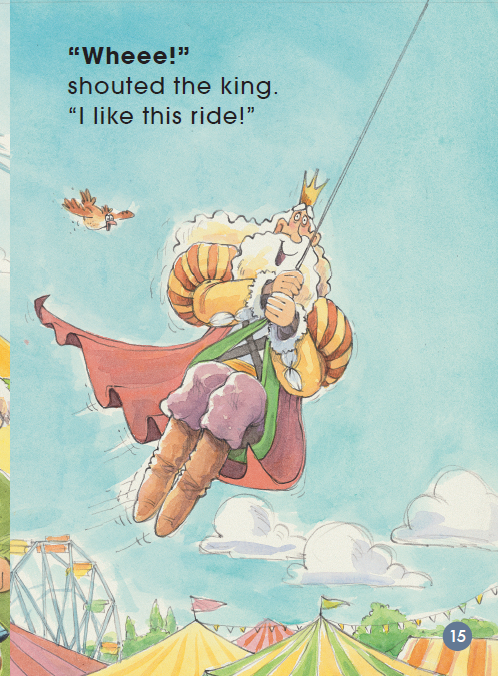 “Wheee!”
shouted the king.
“I like this ride!”
15